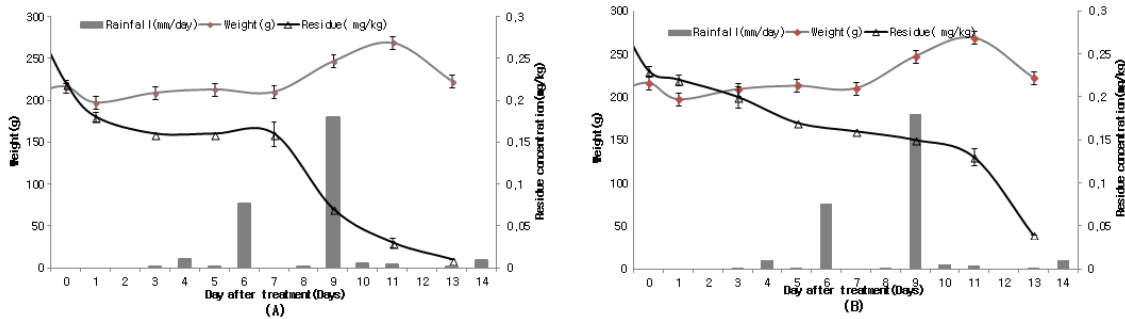 Rainfall(mm/day) Weight(g) Residue( mg/kg)
300
250
200
150
100
50
0
Weight(g)
0,3
0,25
0,2
0,15
0,1
0,05
0
Residue concentration(mg/kg)
0 1 3 4 5 6 7 8 9 10 11 12 13 14
Day after treatment(Days)
(A)
Rainfall(mm/day) Weight(g) Residue( mg/kg)
300
250
200
150
100
50
0
Weight(g)
0,3
0,25
0,2
0,15
0,1
0,05
0
Residue concentration(mg/kg)
0 1 3 4 5 6 7 8 9 10 11 12 13 14
Day after treatment(Days)
(B)